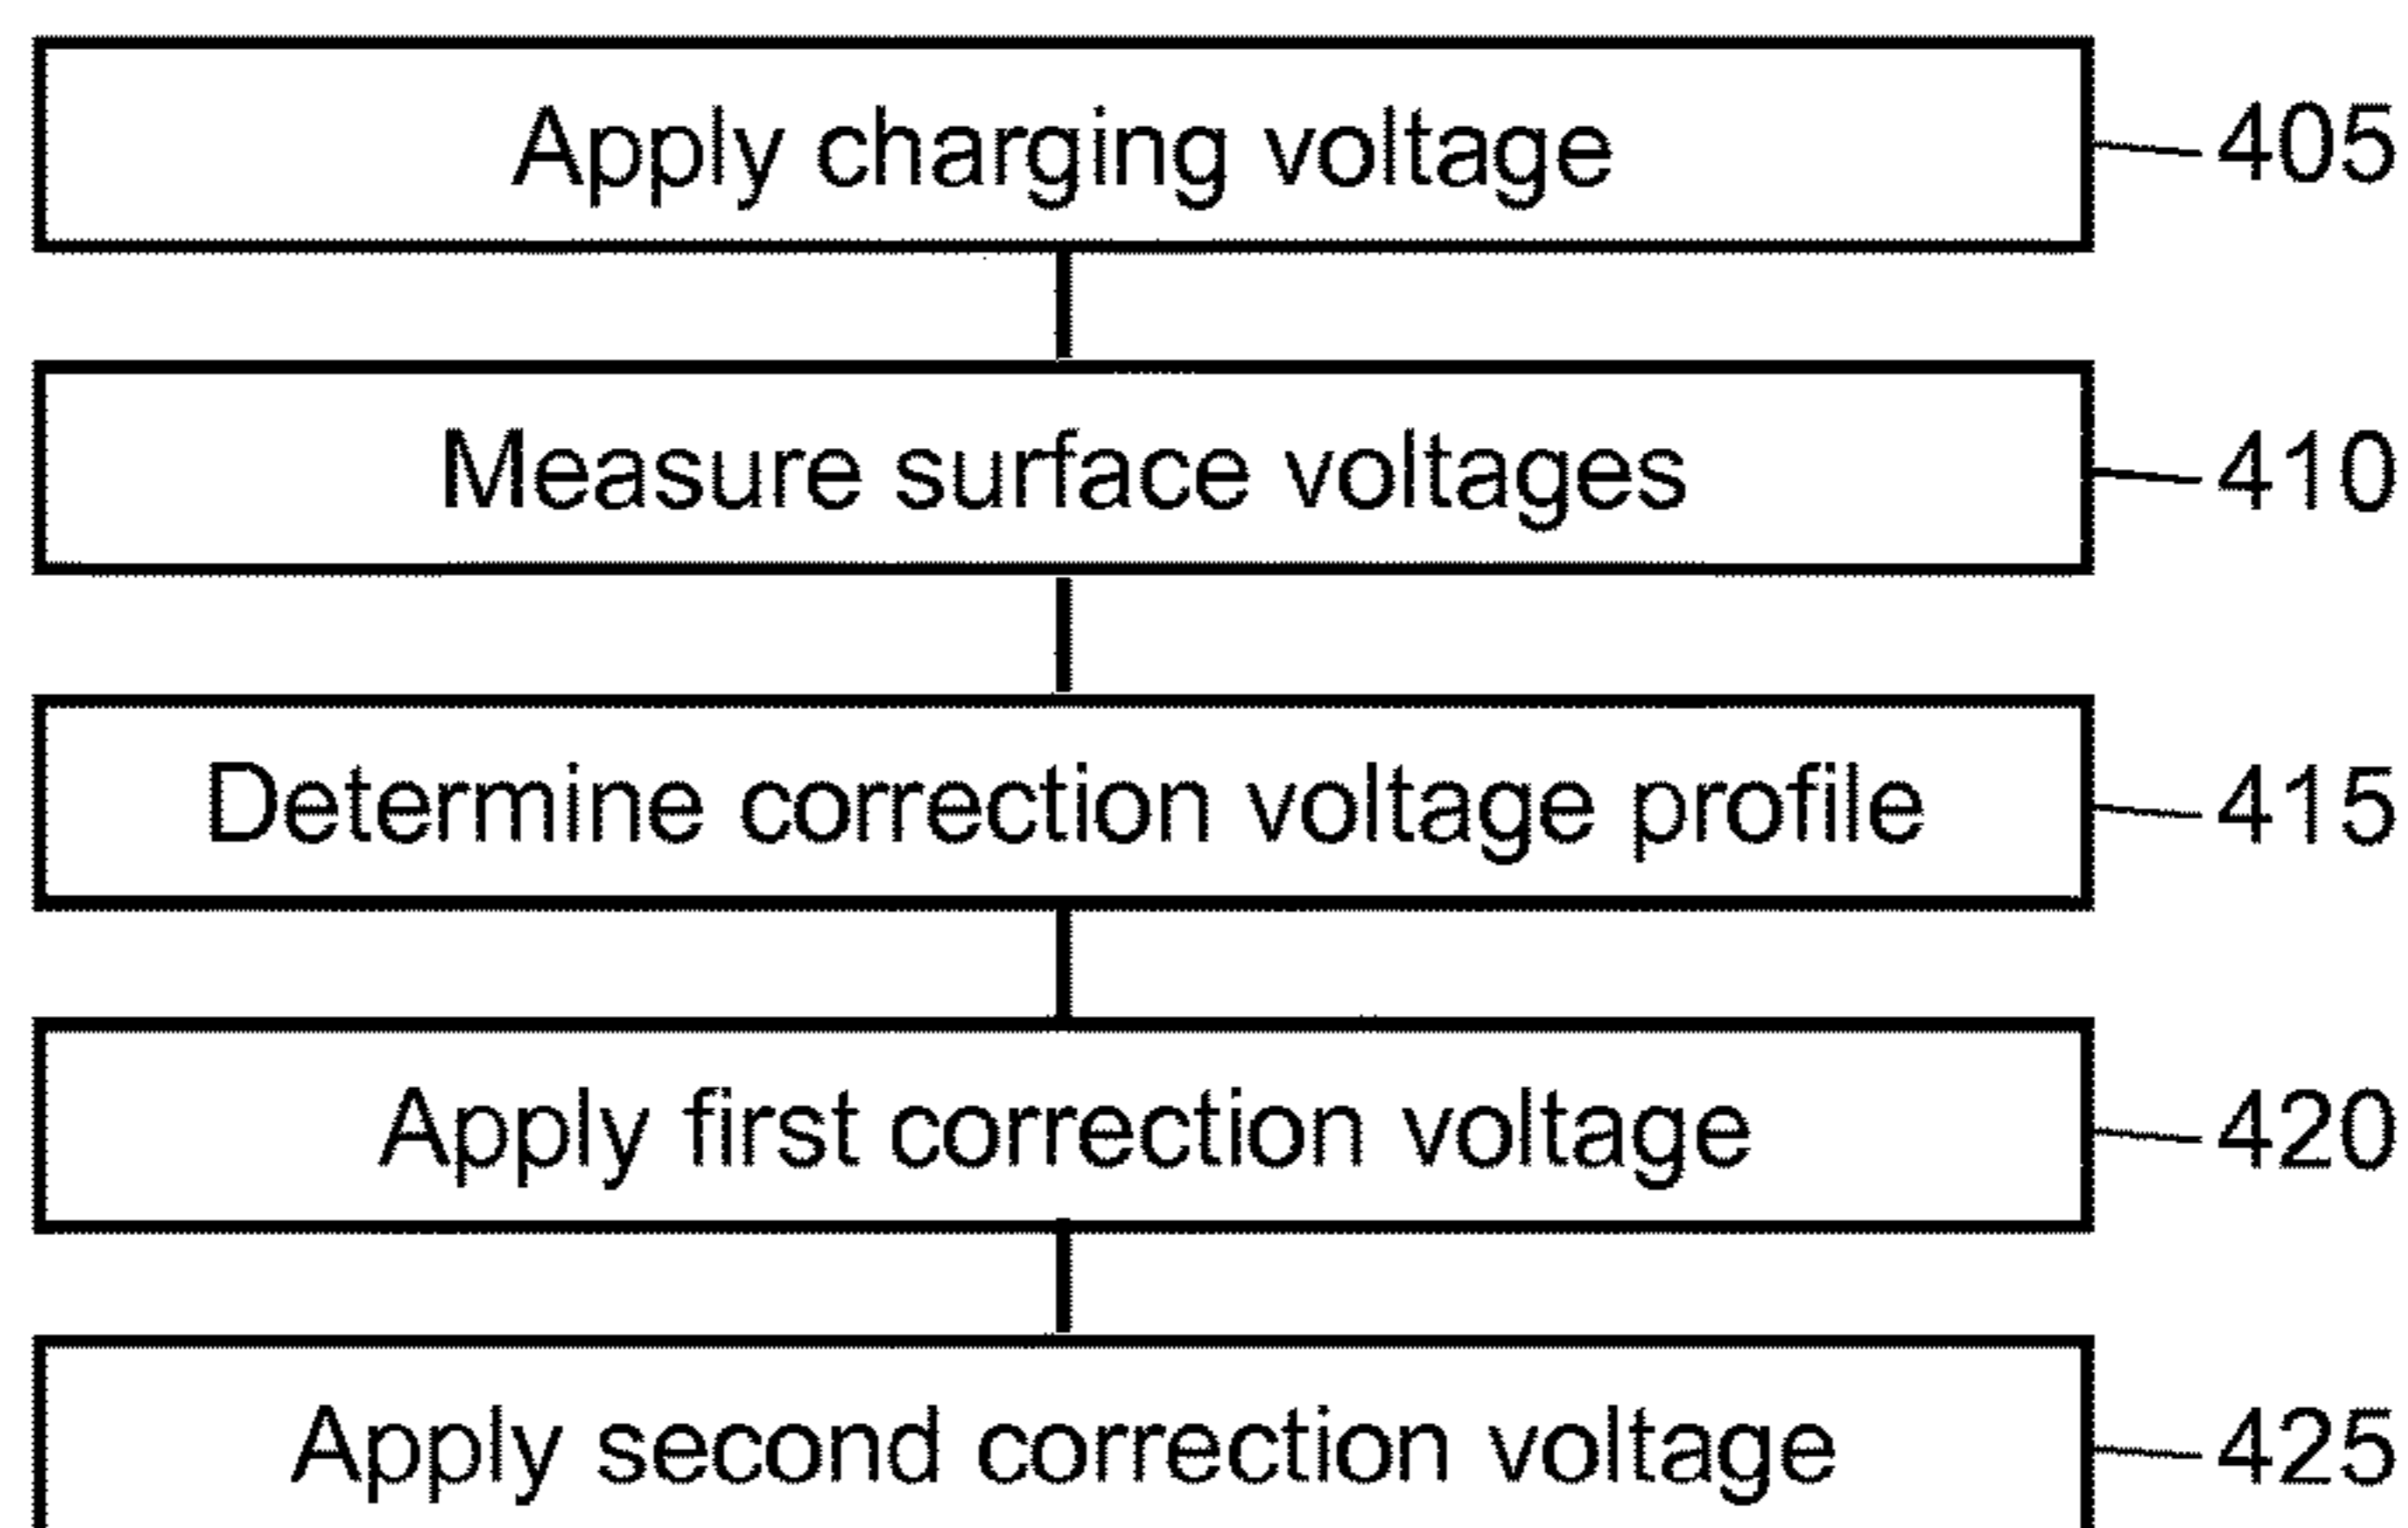 Apply charging voltage 405
Measure surface voltages 410
Determine correction voltage profile 415
Apply first correction voltage 420
Apply second correction voltage 425